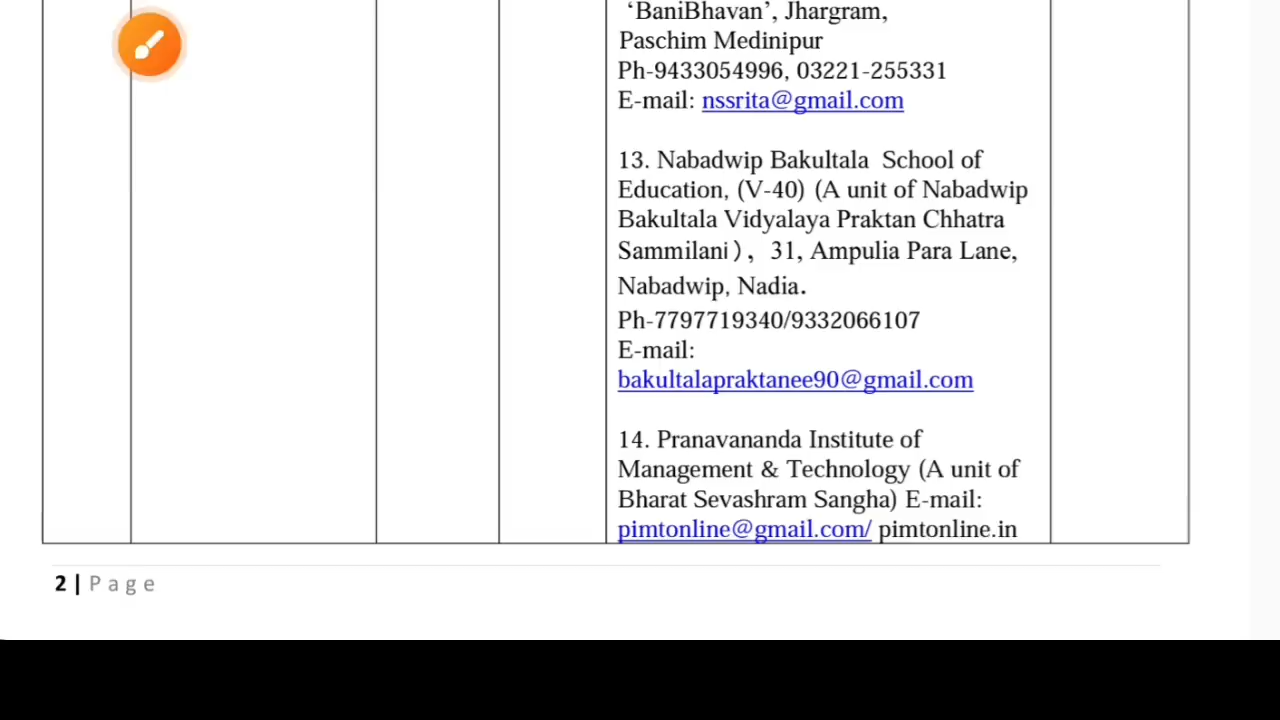 ‘BaniBhavan’, Jhargram,
Paschim Medinipur
Ph-9433054996, 03221-255331
E-mail: nssrita@gmail.com
13. Nabadwip Bakultala  School of
Education, (V-40) (A unit of Nabadwip
Bakultala Vidyalaya Praktan Chhatra
Sammilani), 31, Ampulia Para Lane,
Nabadwip, Nadia.
Ph-7797719340/9332066107
E-mail:
bakultalapraktanee90@gmail.com
14. Pranavananda Institute of
Management & Technology (A unit of
Bharat Sevashram Sangha) E-mail:
pimtonline@gmail.com/ pimtonline.in
2 | Page